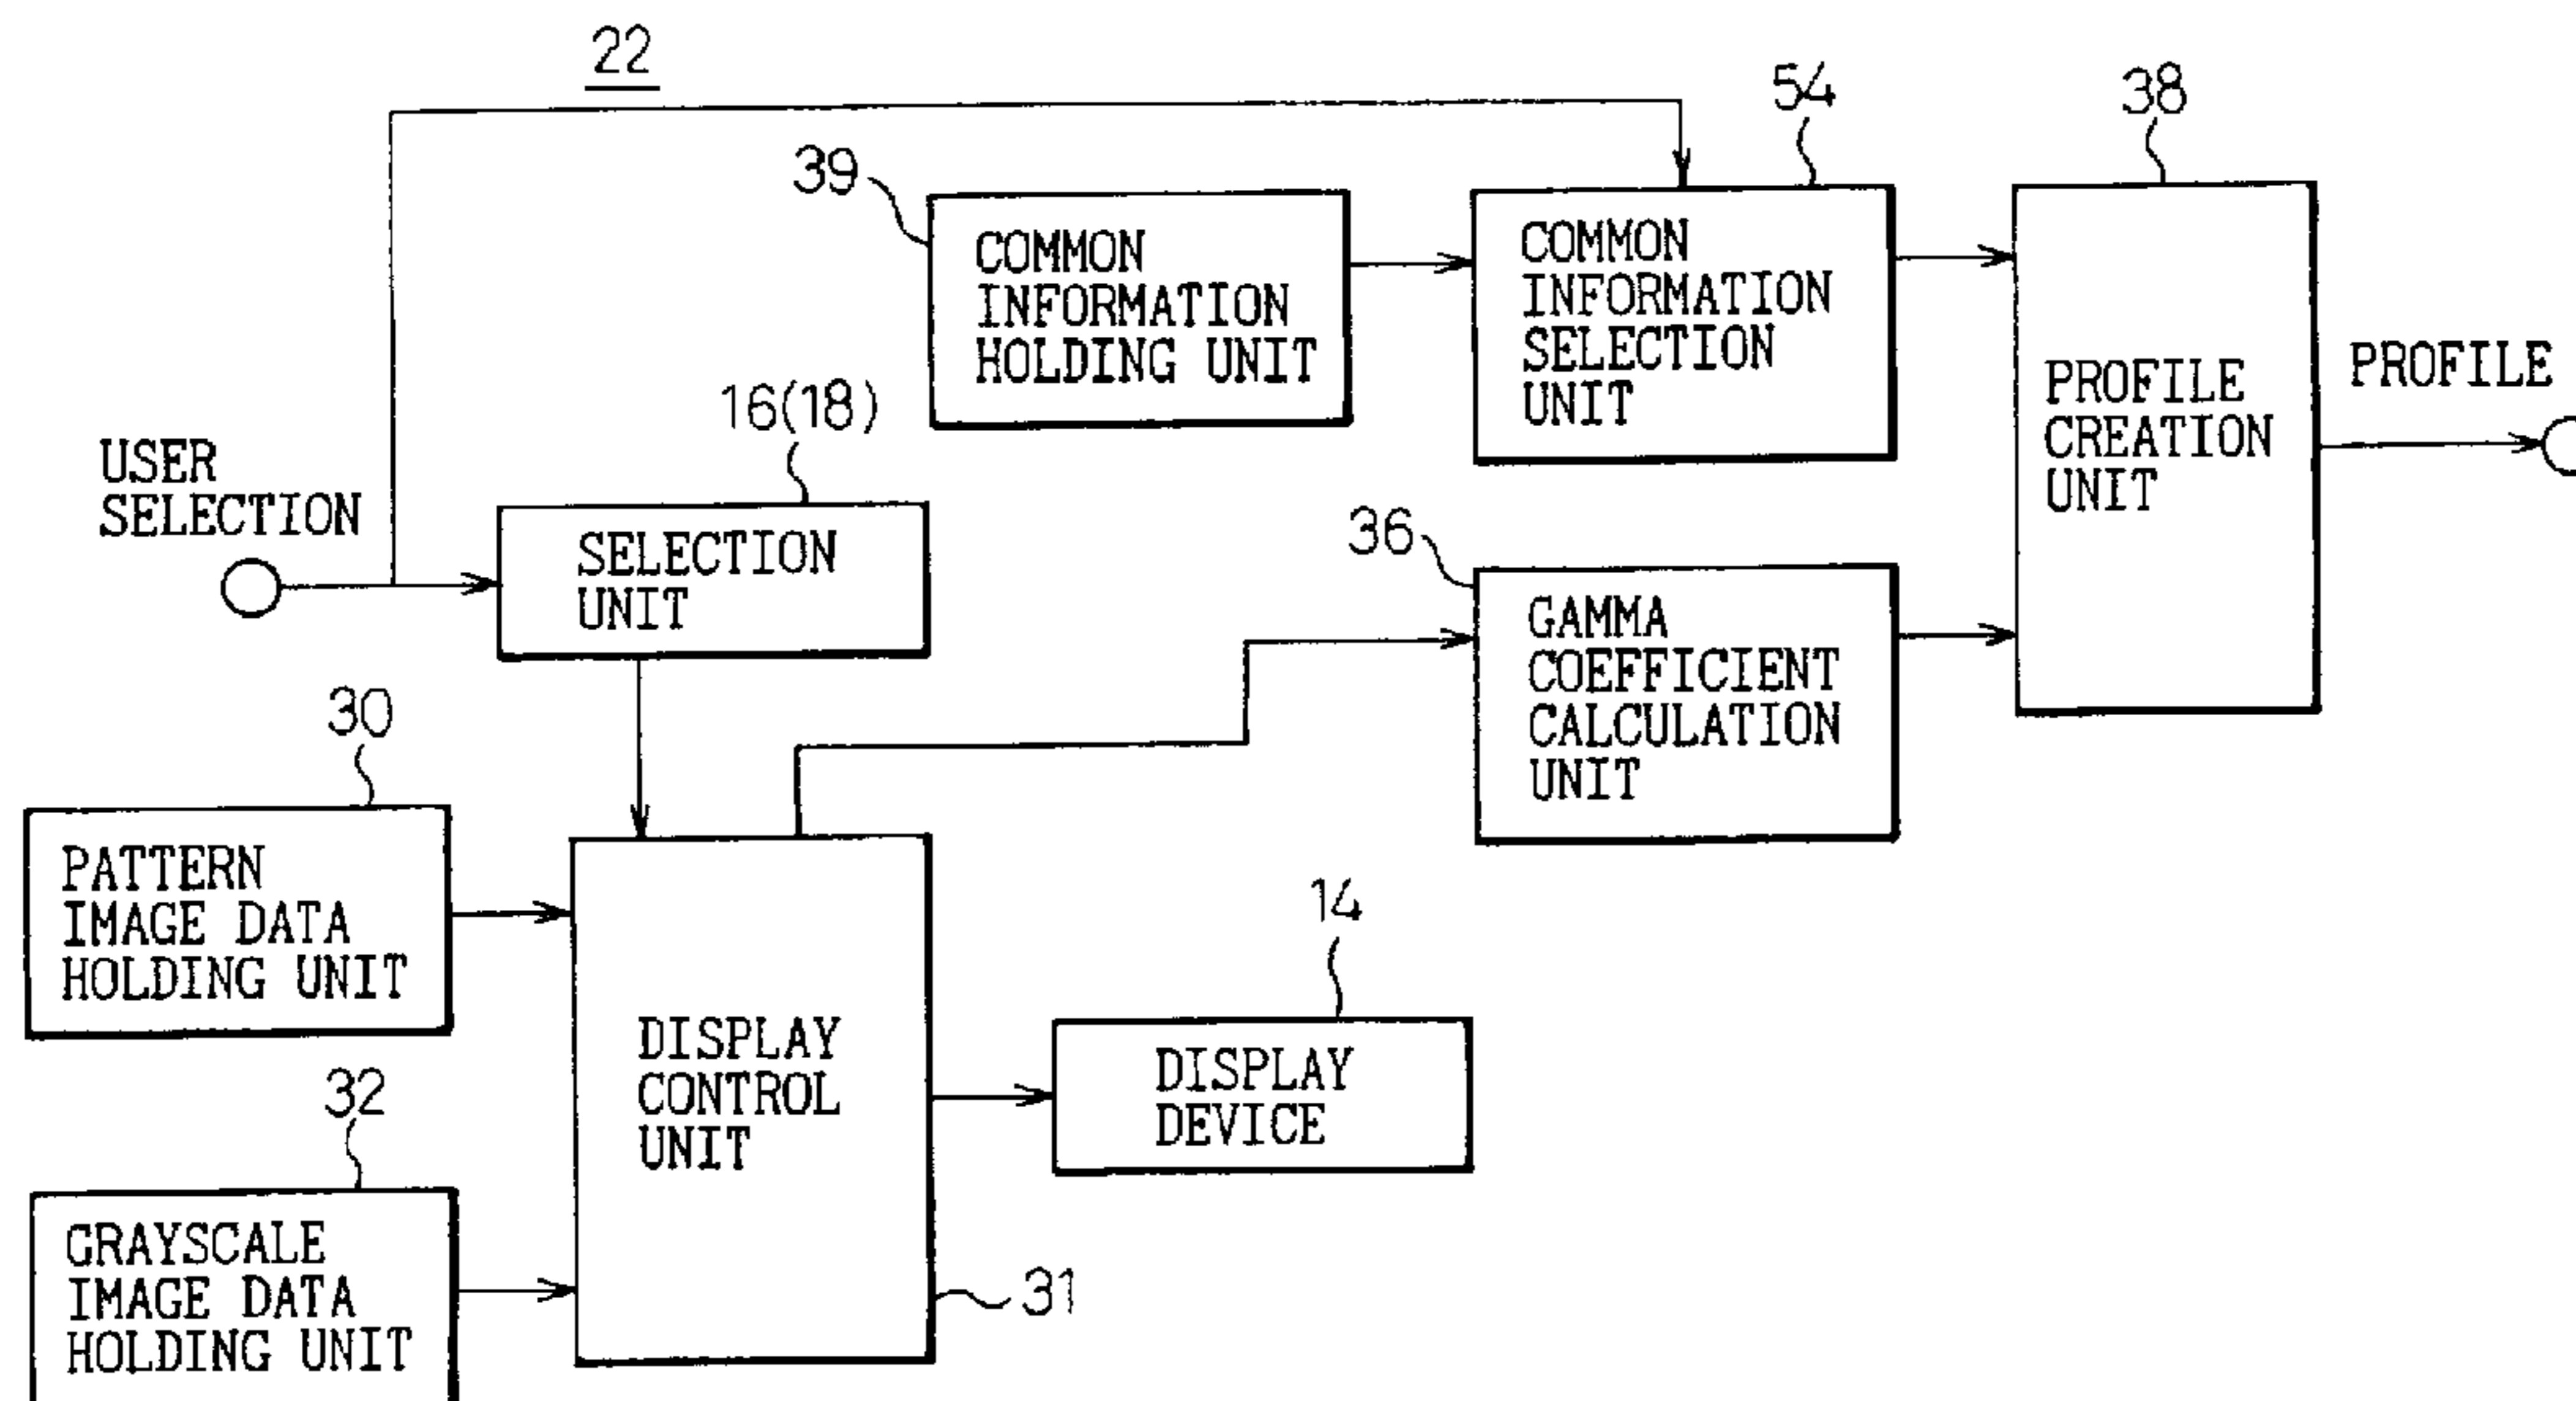 22
54
38
39
COMMON
INFORMATION
HOLDING UNIT
COMMON
INFORMATION
SELECTION
UNIT
PROFILE
CREATION
UNIT
PROFILE
16(18)
USER
SELECTION
SELECTION
UNIT
36
GAMMA
COEFFICIENT
CALCULATION
UNIT
30
PATTERN
IMAGE DATA
HOLDING UNIT
14
DISPLAY
CONTROL
UNIT
DISPLAY
DEVICE
32
GRAYSCALE
IMAGE DATA
HOLDING UNIT
31